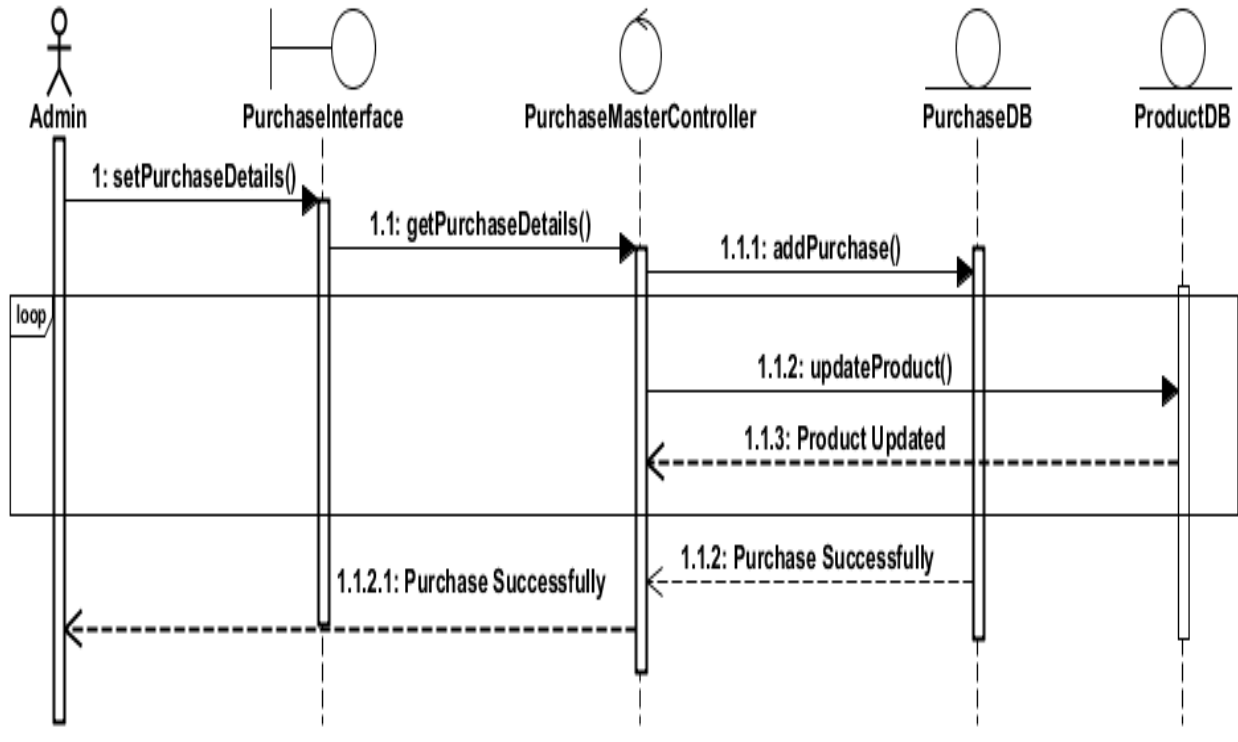 Admin
PurchaseInterface
PurchaseMasterController
PurchaseDB
ProductDB
1: setPurchaseDetails()
1.1: getPurchaseDetails()
1.1.1: addPurchase()
loop
1.1.2: updateProduct()
1.1.3: Product Updated
1.1.2: Purchase Successfully
1.1.2.1: Purchase Successfully